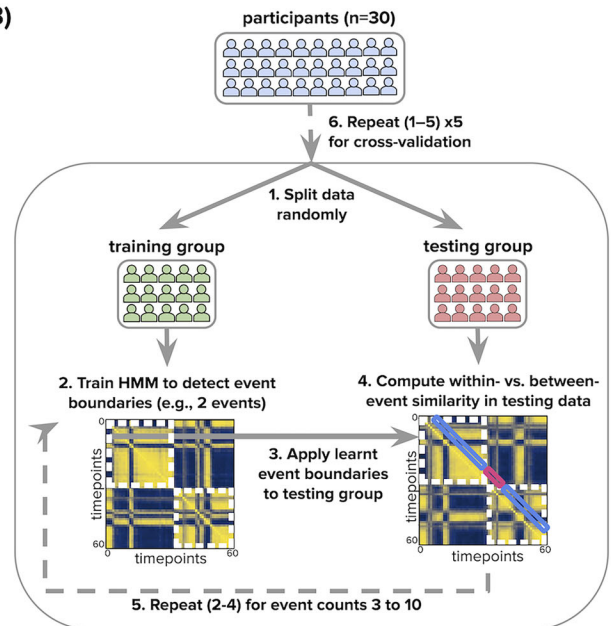 3)
participants (n=30)
6. Repeat (1–5) x5
for cross-validation
1. Split data
randomly
training group
testing group
2. Train HMM to detect event
boundaries (e.g., 2 events)
4. Compute within- vs. between-
event similarity in testing data
0
timepoints
60
timepoints
60
3. Apply learnt
event boundaries
to testing group
0
timepoints
60
0
timepoints
60
5. Repeat (2-4) for event counts 3 to 10